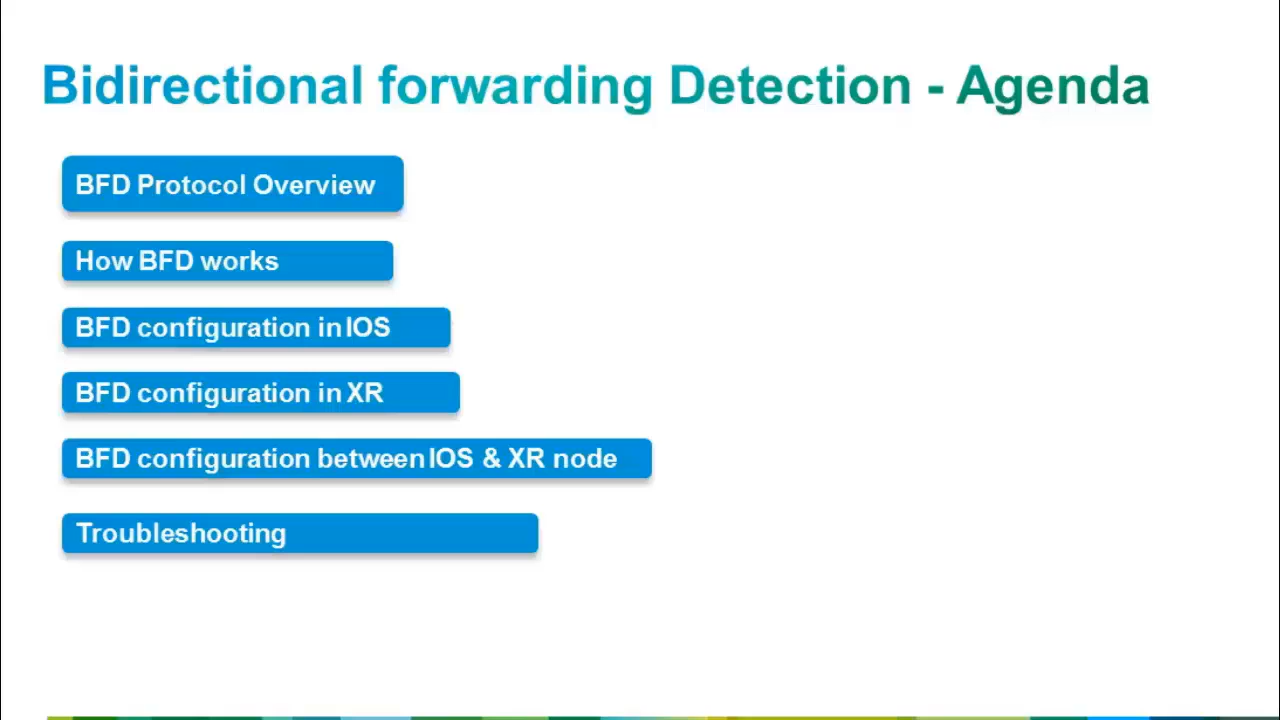 Bidirectional forwarding Detection - Agenda
BFD Protocol Overview
How BFD works
BFD configuration in IOS
BFD configuration in XR
BFD configuration between IOS & XR node
Troubleshooting